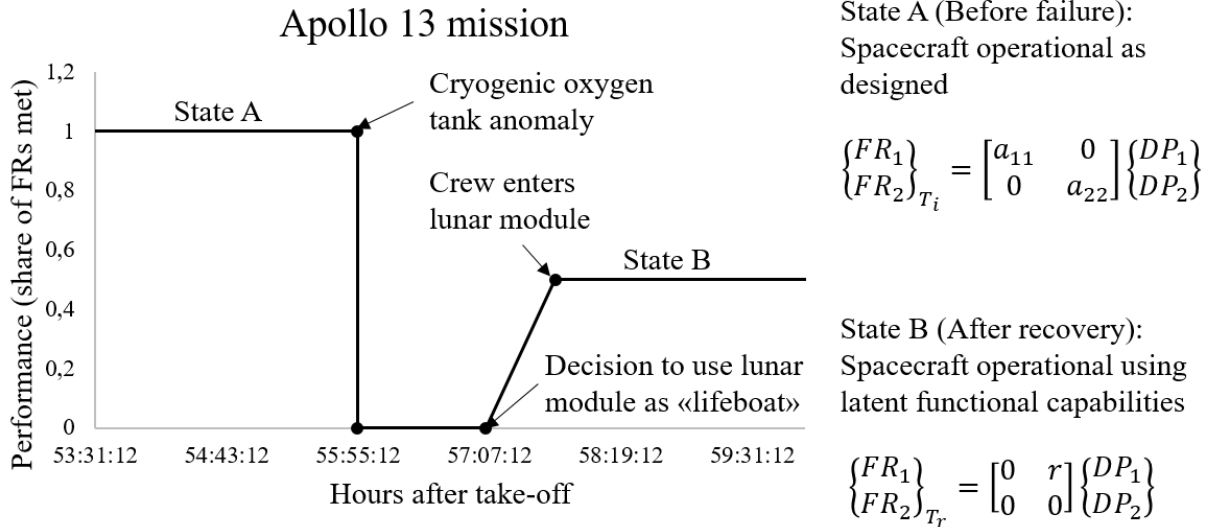 Apollo 13 mission
Performance (share of FRs met)
1,2
1
0,8
0,6
0,4
0,2
0
State A
Cryogenic oxygen
tank anomaly
Crew enters
lunar module
State B
Decision to use lunar
module as «lifeboat»
53:31:12 54:43:12 55:55:12 57:07:12 58:19:12 59:31:12
Hours after take-off
State A (Before failure):
Spacecraft operational as
designed
{FR₁ FR₂}_Tᵢ = [a₁₁ 0 0 a₂₂] {DP₁ DP₂}
State B (After recovery):
Spacecraft operational using
latent functional capabilities
{FR₁ FR₂}_Tᵣ = [0 r 0 0] {DP₁ DP₂}